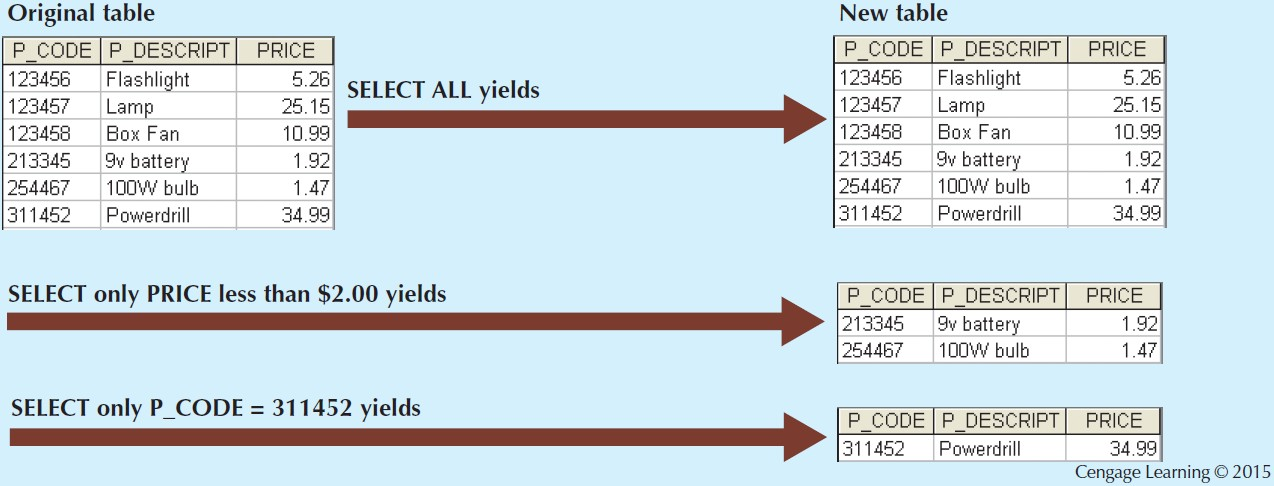 Original table
New table
P_CODE P_DESCRIPT PRICE
123456 Flashlight 5.26
123457 Lamp 25.15
123458 Box Fan 10.99
213345 9v battery 1.92
254467 100W bulb 1.47
311452 Powerdrill 34.99
SELECT ALL yields
P_CODE P_DESCRIPT PRICE
123456 Flashlight 5.26
123457 Lamp 25.15
123458 Box Fan 10.99
213345 9v battery 1.92
254467 100W bulb 1.47
311452 Powerdrill 34.99
SELECT only PRICE less than $2.00 yields
P_CODE P_DESCRIPT PRICE
213345 9v battery 1.92
254467 100W bulb 1.47
SELECT only P_CODE = 311452 yields
P_CODE P_DESCRIPT PRICE
311452 Powerdrill 34.99
Cengage Learning © 2015